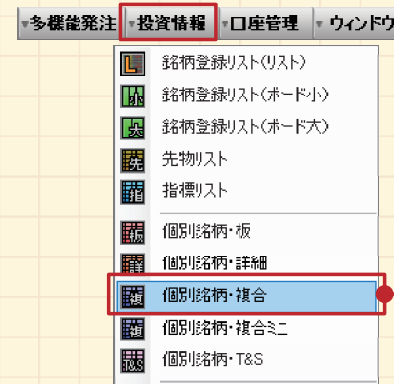 ▼多機能発注 ▼投資情報 ▼口座管理 ▼ウィンドウ
銘柄登録リスト(リスト)
小 銘柄登録リスト(ボード小)
大 銘柄登録リスト(ボード大)
先 先物リスト
指 指標リスト
板 個別銘柄・板
詳 個別銘柄・詳細
複 個別銘柄・複合
複 個別銘柄・複合ミニ
T&S 個別銘柄・T&S